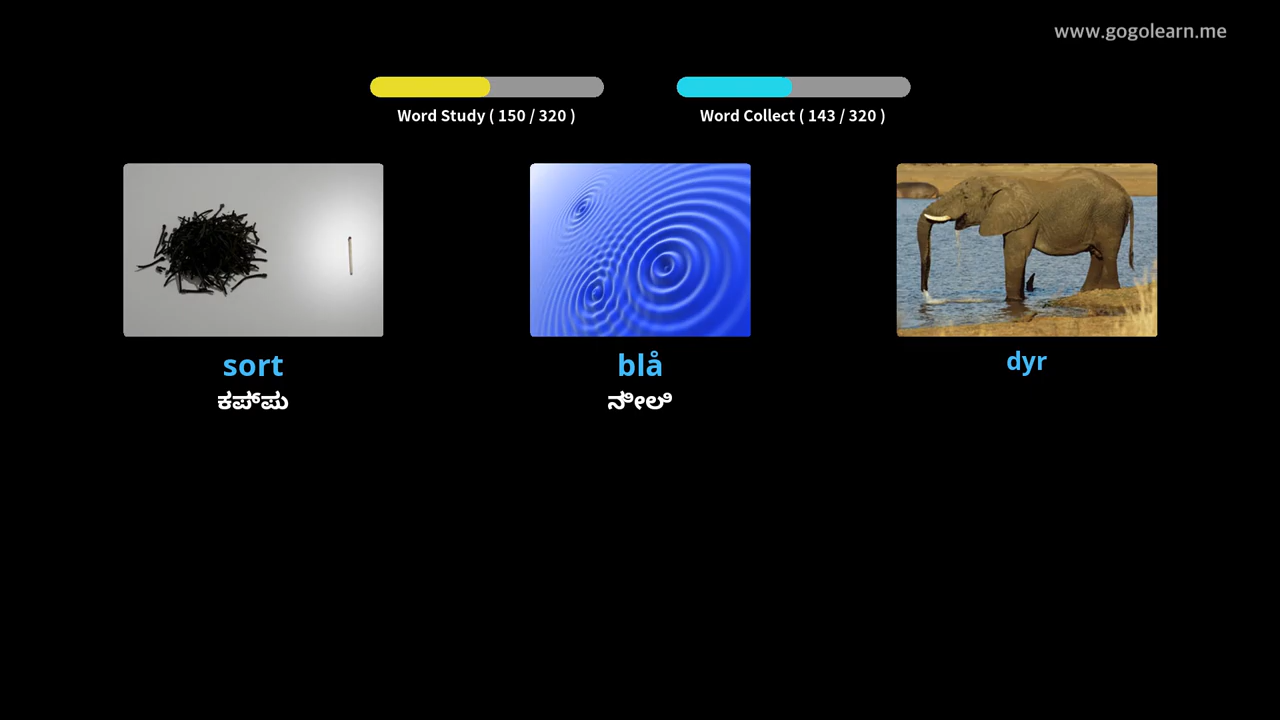 www.gogolearn.me
Word Study ( 150 / 320 )
Word Collect ( 143 / 320 )
sort
blå
dyr
ಕಪ್ಪು
ನೀಲಿ